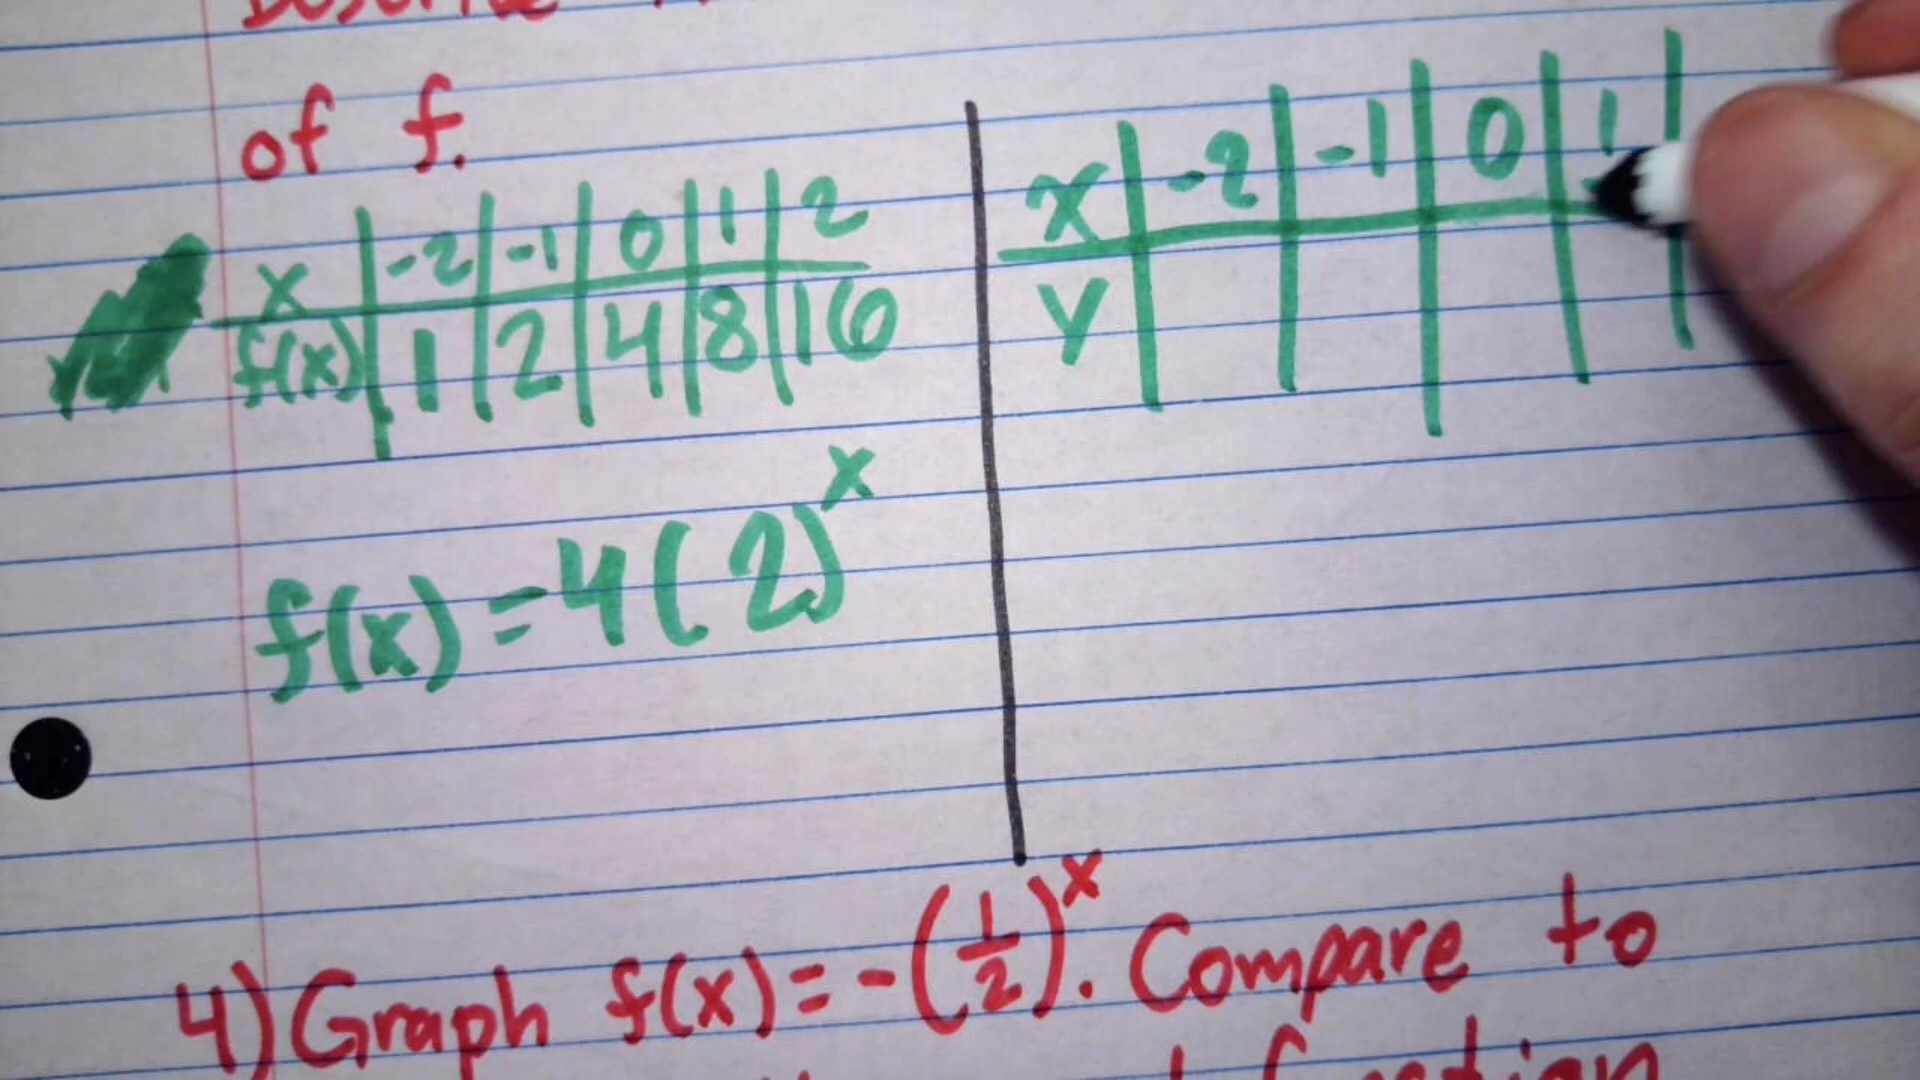 of f.
x -2 -1 0 1 2
f(x) 1 2 4 8 16
f(x) = 4(2)^x
x -2 -1 0 1
y
4) Graph f(x) = -(1/2)^x. Compare to